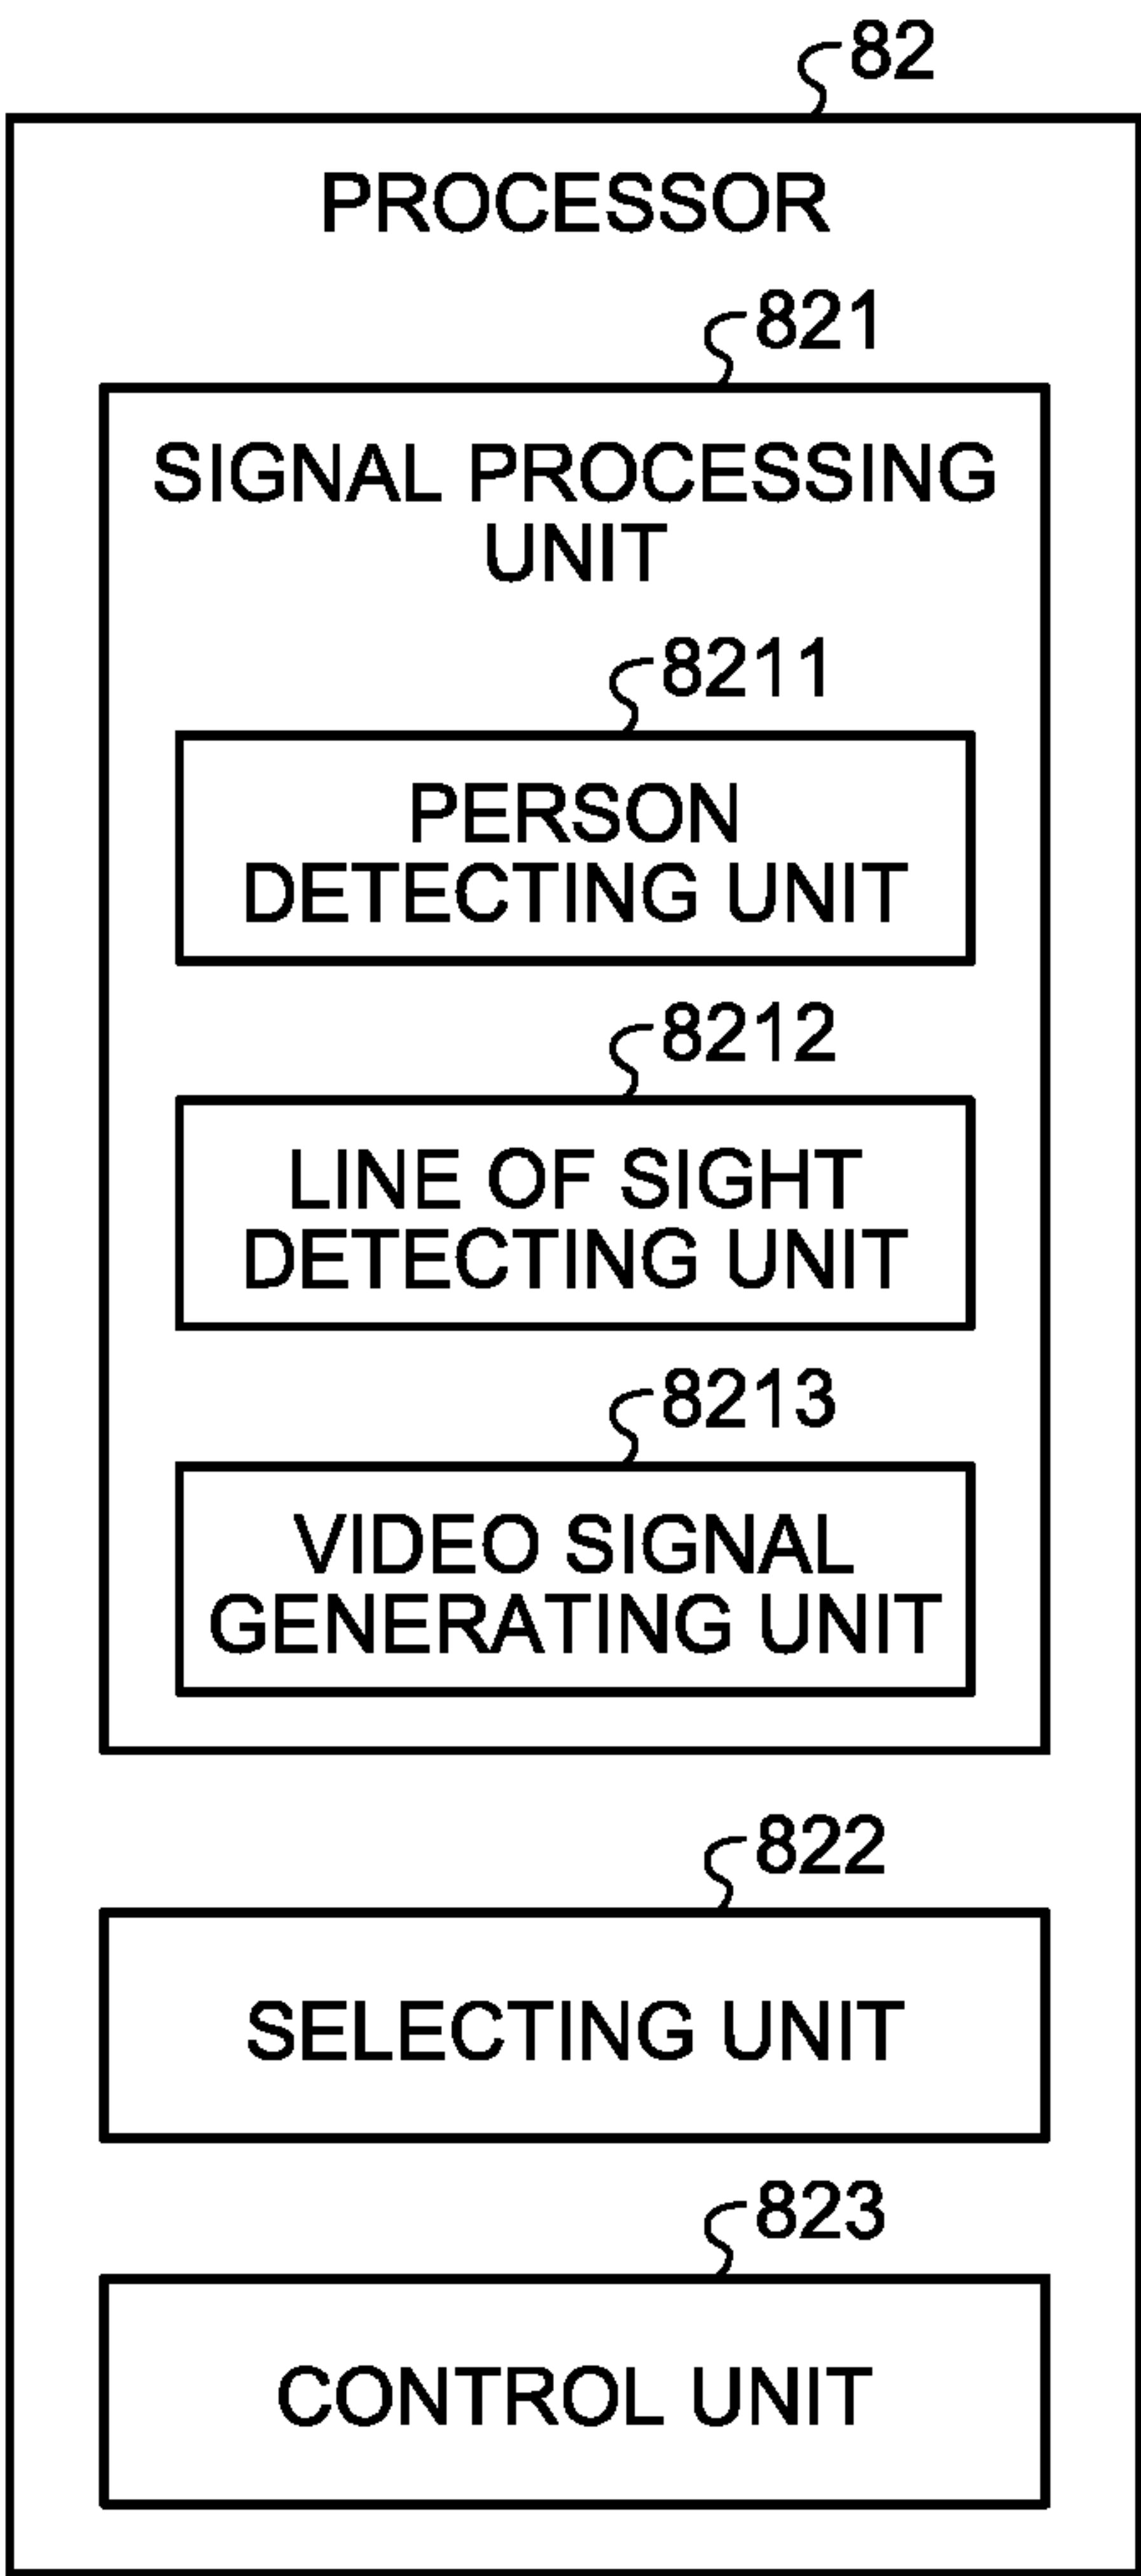 82
PROCESSOR
821
SIGNAL PROCESSING
UNIT
8211
PERSON
DETECTING UNIT
8212
LINE OF SIGHT
DETECTING UNIT
8213
VIDEO SIGNAL
GENERATING UNIT
822
SELECTING UNIT
823
CONTROL UNIT